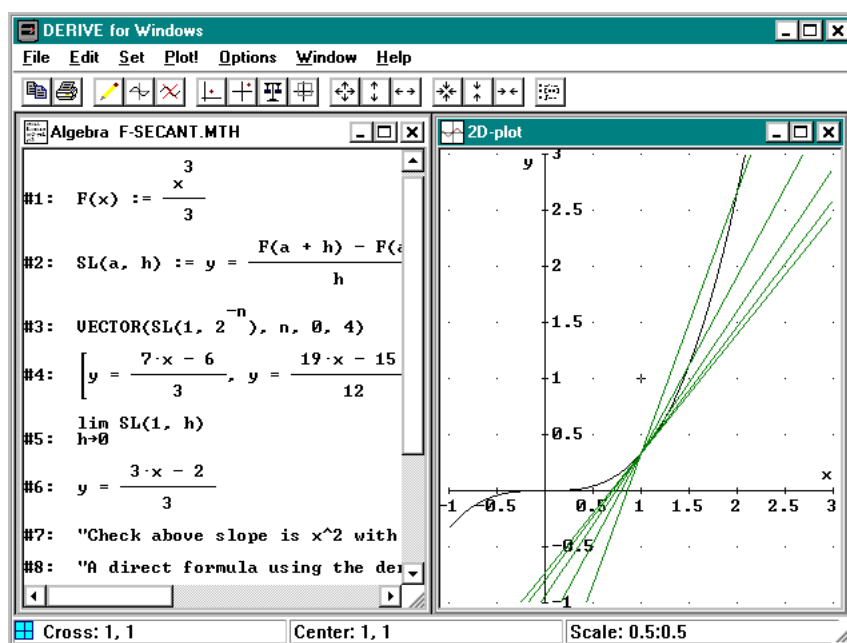 DERIVE for Windows
File Edit Set Plot! Options Window Help
Algebra F-SECANT.MTH
3
x
#1: F(x) :=
3
F(a + h) - F(a
#2: SL(a, h) := y =
h
-n
#3: VECTOR(SL(1, 2 ), n, 0, 4)
7·x - 6 19·x - 15
#4: [y = , y =
3 12
lim SL(1, h)
#5: h→0
3·x - 2
#6: y =
3
#7: "Check above slope is x^2 with
#8: "A direct formula using the der
2D-plot
y 3
2.5
2
1.5
1
0.5
x
-1 -0.5 0.5 1 1.5 2 2.5 3
-0.5
-1
Cross: 1, 1 Center: 1, 1 Scale: 0.5:0.5